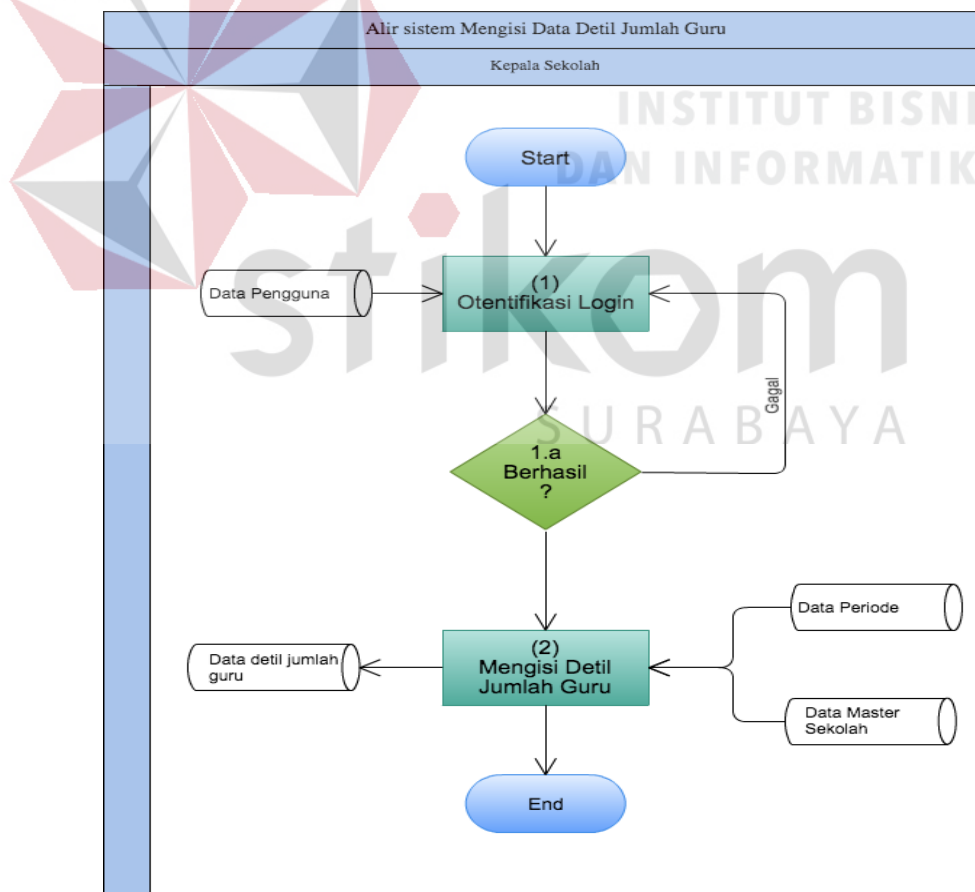 Alir sistem Mengisi Data Detil Jumlah Guru
Kepala Sekolah
INSTITUT BISNI
DAN INFORMATIK
stikom
SURABAYA
Start
Data Pengguna
(1)
Otentifikasi Login
Gagal
1.a
Berhasil
?
Data Periode
(2)
Mengisi Detil
Jumlah Guru
Data detil jumlah
guru
Data Master
Sekolah
End